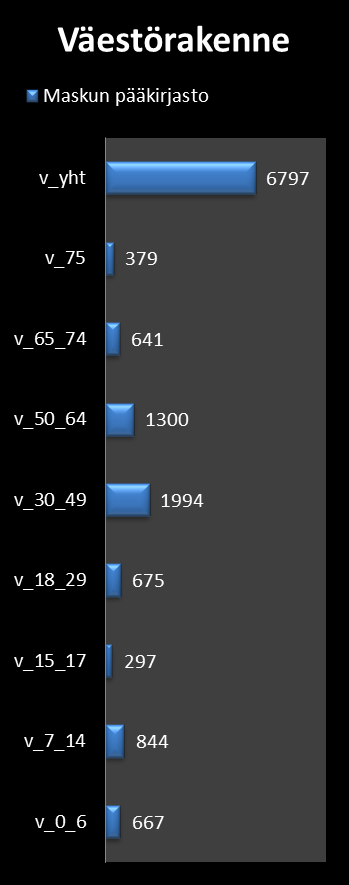 Väestörakenne
Maskun pääkirjasto
v_yht 6797
v_75 379
v_65_74 641
v_50_64 1300
v_30_49 1994
v_18_29 675
v_15_17 297
v_7_14 844
v_0_6 667